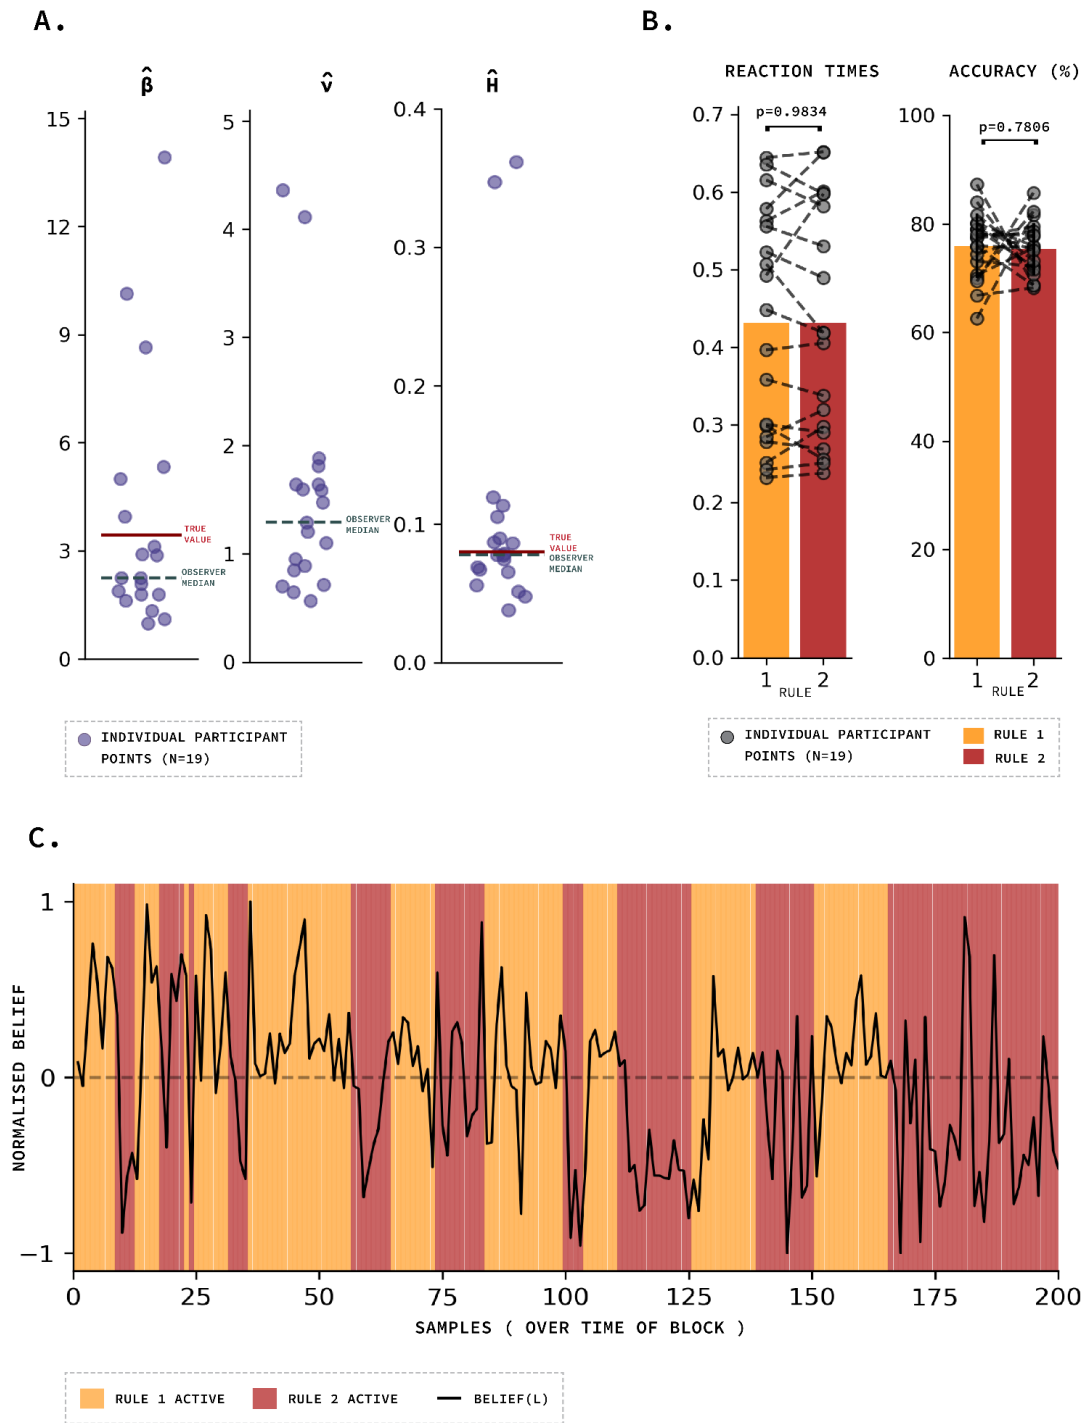 A.
B.
β̂
ν̂
Ĥ
REACTION TIMES
ACCURACY (%)
15
12
9
6
3
0
TRUE
VALUE
OBSERVER
MEDIAN
5
4
3
2
1
0
OBSERVER
MEDIAN
0.4
0.3
0.2
0.1
0.0
TRUE
VALUE
OBSERVER
MEDIAN
0.7
0.6
0.5
0.4
0.3
0.2
0.1
0.0
p=0.9834
1
2
RULE
100
80
60
40
20
0
p=0.7806
1
2
RULE
INDIVIDUAL PARTICIPANT
POINTS (N=19)
INDIVIDUAL PARTICIPANT
POINTS (N=19)
RULE 1
RULE 2
C.
NORMALISED BELIEF
1
0
−1
0
25
50
75
100
125
150
175
200
SAMPLES ( OVER TIME OF BLOCK )
RULE 1 ACTIVE
RULE 2 ACTIVE
BELIEF(L)